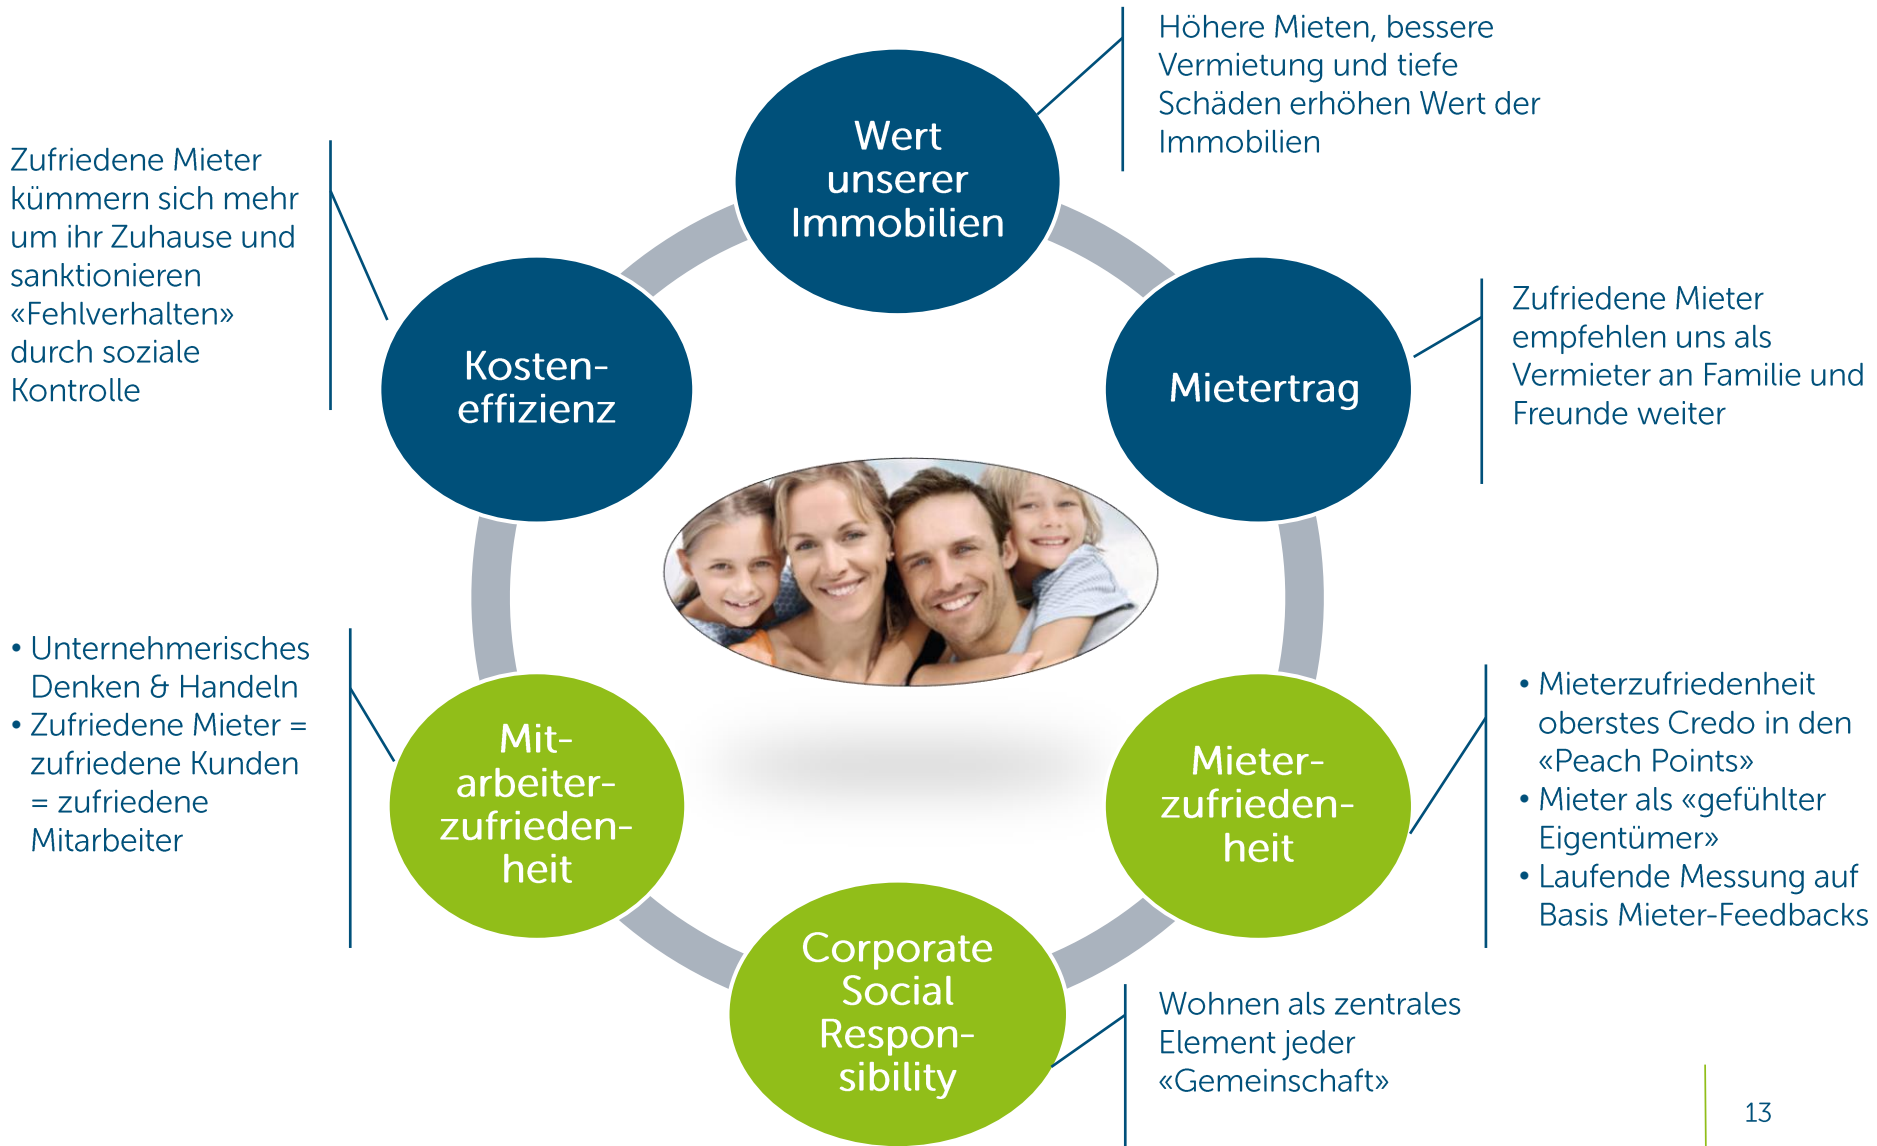 Höhere Mieten, bessere
Vermietung und tiefe
Schäden erhöhen Wert der
Immobilien
Wert
unserer
Immobilien
Zufriedene Mieter
kümmern sich mehr
um ihr Zuhause und
sanktionieren
«Fehlverhalten»
durch soziale
Kontrolle
Kosten-
effizienz
Mietertrag
Zufriedene Mieter
empfehlen uns als
Vermieter an Familie und
Freunde weiter
• Unternehmerisches
Denken & Handeln
• Zufriedene Mieter =
zufriedene Kunden
= zufriedene
Mitarbeiter
Mit-
arbeiter-
zufrieden-
heit
Mieter-
zufrieden-
heit
• Mieterzufriedenheit
oberstes Credo in den
«Peach Points»
• Mieter als «gefühlter
Eigentümer»
• Laufende Messung auf
Basis Mieter-Feedbacks
Corporate
Social
Respon-
sibility
Wohnen als zentrales
Element jeder
«Gemeinschaft»
13